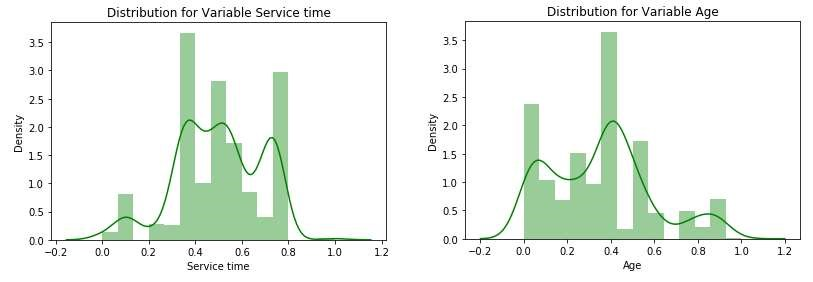 Distribution for Variable Service time
3.5
3.0
2.5
2.0
1.5
1.0
0.5
0.0
Density
−0.2 0.0 0.2 0.4 0.6 0.8 1.0 1.2
Service time
Distribution for Variable Age
3.5
3.0
2.5
2.0
1.5
1.0
0.5
0.0
Density
−0.2 0.0 0.2 0.4 0.6 0.8 1.0 1.2
Age